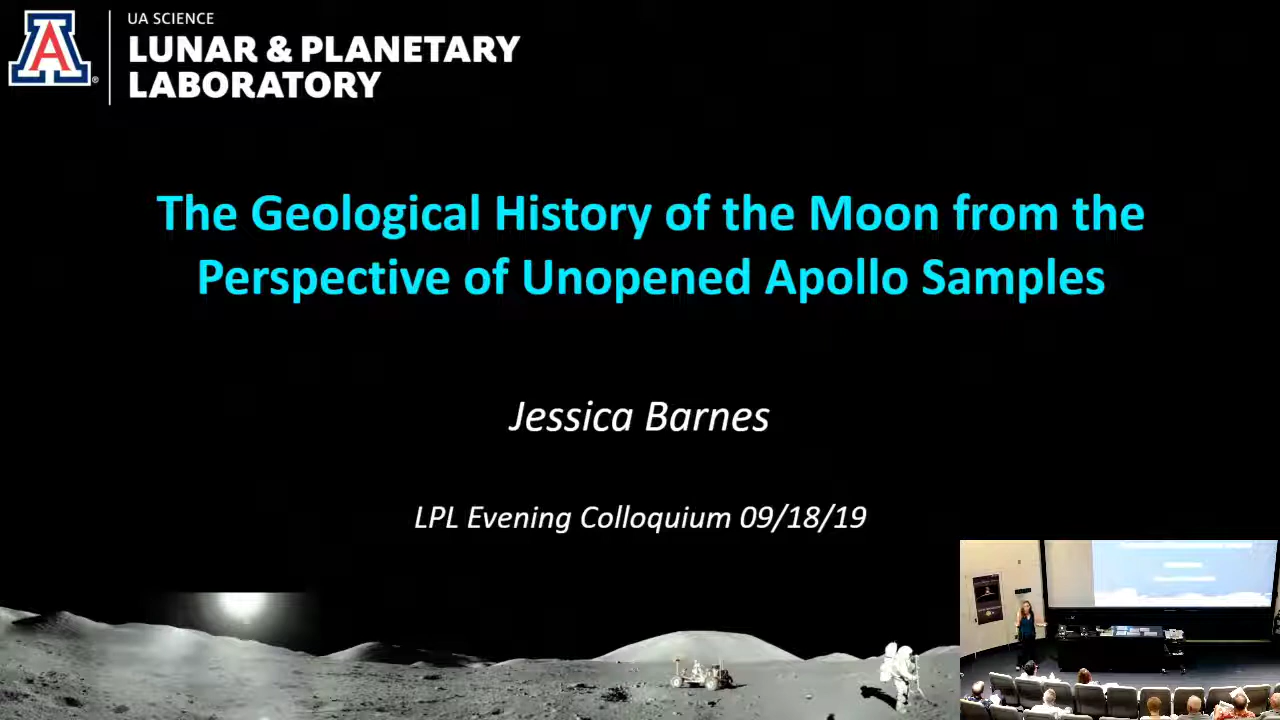 UA SCIENCE
LUNAR & PLANETARY
LABORATORY
The Geological History of the Moon from the
Perspective of Unopened Apollo Samples
Jessica Barnes
LPL Evening Colloquium 09/18/19